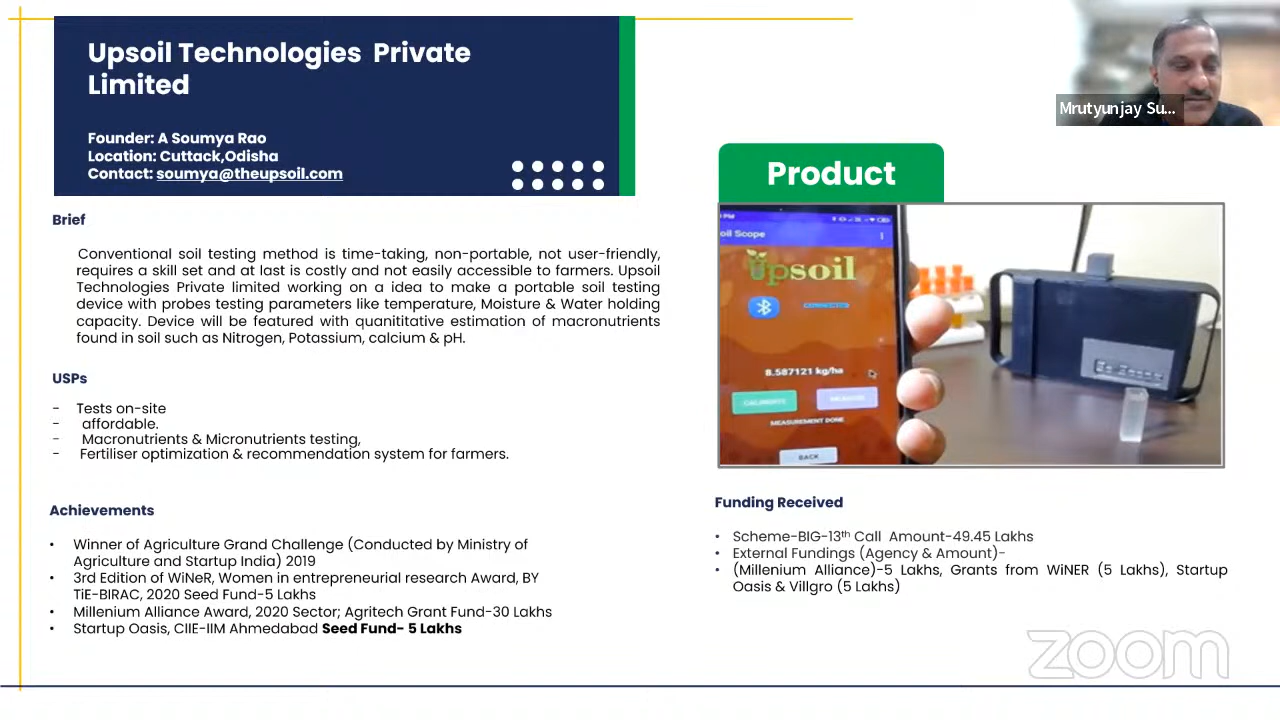 Upsoil Technologies Private
Limited
Founder: A Soumya Rao
Location: Cuttack,Odisha
Contact: soumya@theupsoil.com
Mrutyunjay Su...
Brief
Conventional soil testing method is time-taking, non-portable, not user-friendly,
requires a skill set and at last is costly and not easily accessible to farmers. Upsoil
Technologies Private limited working on a idea to make a portable soil testing
device with probes testing parameters like temperature, Moisture & Water holding
capacity. Device will be featured with quanititative estimation of macronutrients
found in soil such as Nitrogen, Potassium, calcium & pH.
USPs
- Tests on-site
- affordable.
- Macronutrients & Micronutrients testing,
- Fertiliser optimization & recommendation system for farmers.
Achievements
• Winner of Agriculture Grand Challenge (Conducted by Ministry of
Agriculture and Startup India) 2019
• 3rd Edition of WiNeR, Women in entrepreneurial research Award, BY
TiE-BIRAC, 2020 Seed Fund-5 Lakhs
• Millenium Alliance Award, 2020 Sector; Agritech Grant Fund-30 Lakhs
• Startup Oasis, CIIE-IIM Ahmedabad Seed Fund- 5 Lakhs
Product
PM
oil Scope
upsoil
8.587121 kg/ha
CALIBRATE
MEASURE
MEASUREMENT DONE
BACK
Funding Received
• Scheme-BIG-13th Call Amount-49.45 Lakhs
• External Fundings (Agency & Amount)-
• (Millenium Alliance)-5 Lakhs, Grants from WiNER (5 Lakhs), Startup
Oasis & Villgro (5 Lakhs)
zoom